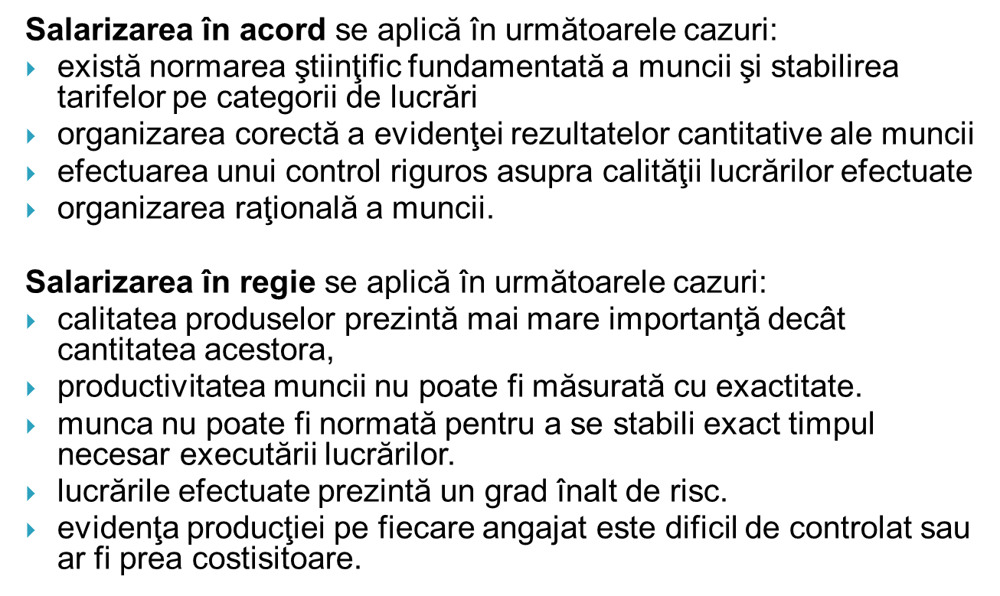 Salarizarea în acord se aplică în următoarele cazuri:
există normarea ştiinţific fundamentată a muncii şi stabilirea
tarifelor pe categorii de lucrări
organizarea corectă a evidenţei rezultatelor cantitative ale muncii
efectuarea unui control riguros asupra calităţii lucrărilor efectuate
organizarea raţională a muncii.
Salarizarea în regie se aplică în următoarele cazuri:
calitatea produselor prezintă mai mare importanţă decât
cantitatea acestora,
productivitatea muncii nu poate fi măsurată cu exactitate.
munca nu poate fi normată pentru a se stabili exact timpul
necesar executării lucrărilor.
lucrările efectuate prezintă un grad înalt de risc.
evidenţa producţiei pe fiecare angajat este dificil de controlat sau
ar fi prea costisitoare.